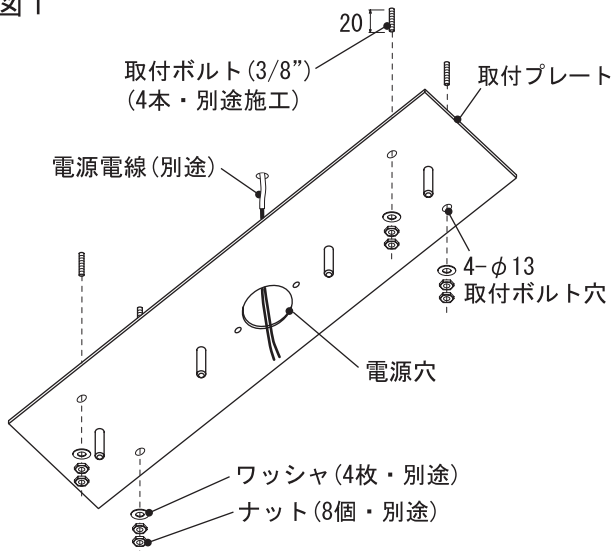 図1
20
取付ボルト(3/8”)
(4本・別途施工)
取付プレート
電源電線(別途)
4-φ13
取付ボルト穴
電源穴
ワッシャ(4枚・別途)
ナット(8個・別途)